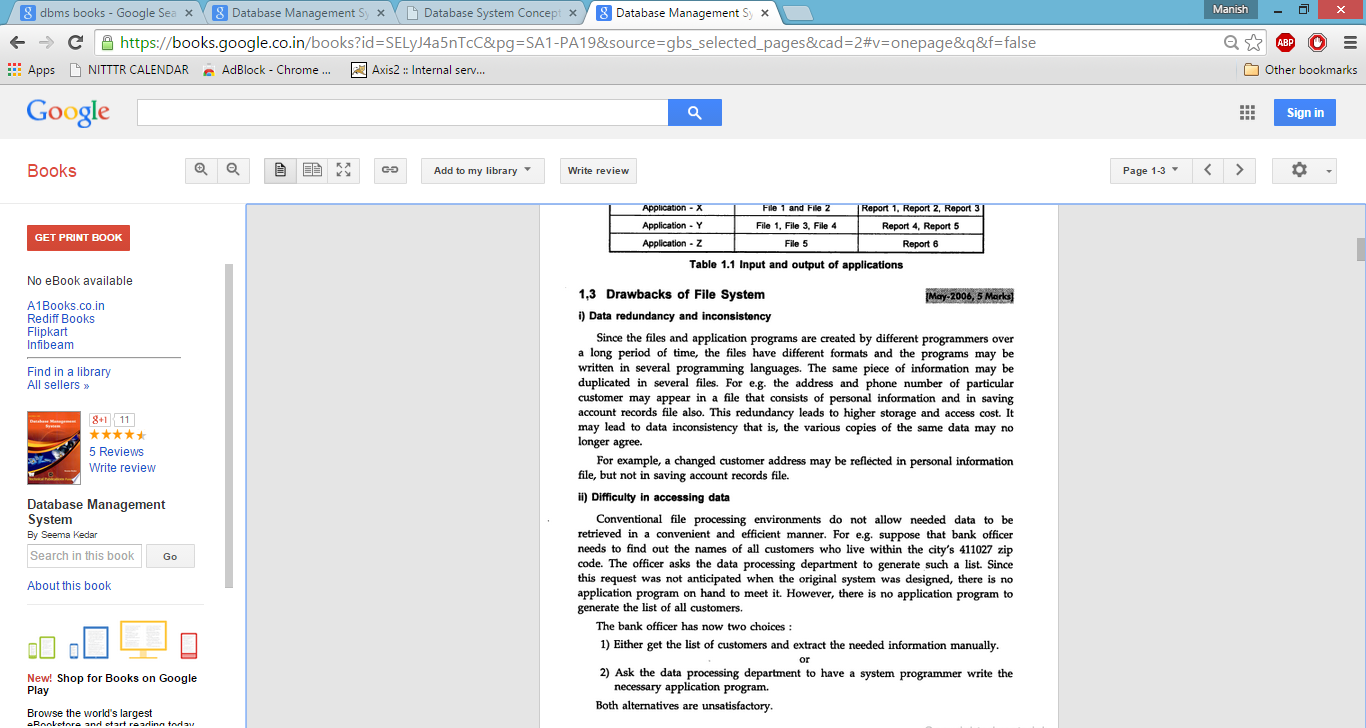 dbms books - Google Sea
Database Management Sy
Database System Concept
Database Management Sy
Manish
https://books.google.co.in/books?id=SELyJ4a5nTcC&pg=SA1-PA19&source=gbs_selected_pages&cad=2#v=onepage&q&f=false
ABP
Apps
NITTTR CALENDAR
AdBlock - Chrome ...
Axis2 :: Internal serv...
Other bookmarks
Google
Sign in
Books
Add to my library
Write review
Page 1-3
GET PRINT BOOK
No eBook available
A1Books.co.in
Rediff Books
Flipkart
Infibeam
Find in a library
All sellers »
g+1 11
5 Reviews
Write review
Database Management
System
By Seema Kedar
Search in this book
Go
About this book
New! Shop for Books on Google
Play
Browse the world's largest
eBookstore and start reading today
Application - X File 1 and File 2 Report 1, Report 2, Report 3
Application - Y File 1, File 3, File 4 Report 4, Report 5
Application - Z File 5 Report 6
Table 1.1 Input and output of applications
1,3 Drawbacks of File System [May-2006, 5 Marks]
i) Data redundancy and inconsistency
Since the files and application programs are created by different programmers over
a long period of time, the files have different formats and the programs may be
written in several programming languages. The same piece of information may be
duplicated in several files. For e.g. the address and phone number of particular
customer may appear in a file that consists of personal information and in saving
account records file also. This redundancy leads to higher storage and access cost. It
may lead to data inconsistency that is, the various copies of the same data may no
longer agree.
For example, a changed customer address may be reflected in personal information
file, but not in saving account records file.
ii) Difficulty in accessing data
Conventional file processing environments do not allow needed data to be
retrieved in a convenient and efficient manner. For e.g. suppose that bank officer
needs to find out the names of all customers who live within the city's 411027 zip
code. The officer asks the data processing department to generate such a list. Since
this request was not anticipated when the original system was designed, there is no
application program on hand to meet it. However, there is no application program to
generate the list of all customers.
The bank officer has now two choices :
1) Either get the list of customers and extract the needed information manually.
or
2) Ask the data processing department to have a system programmer write the
necessary application program.
Both alternatives are unsatisfactory.